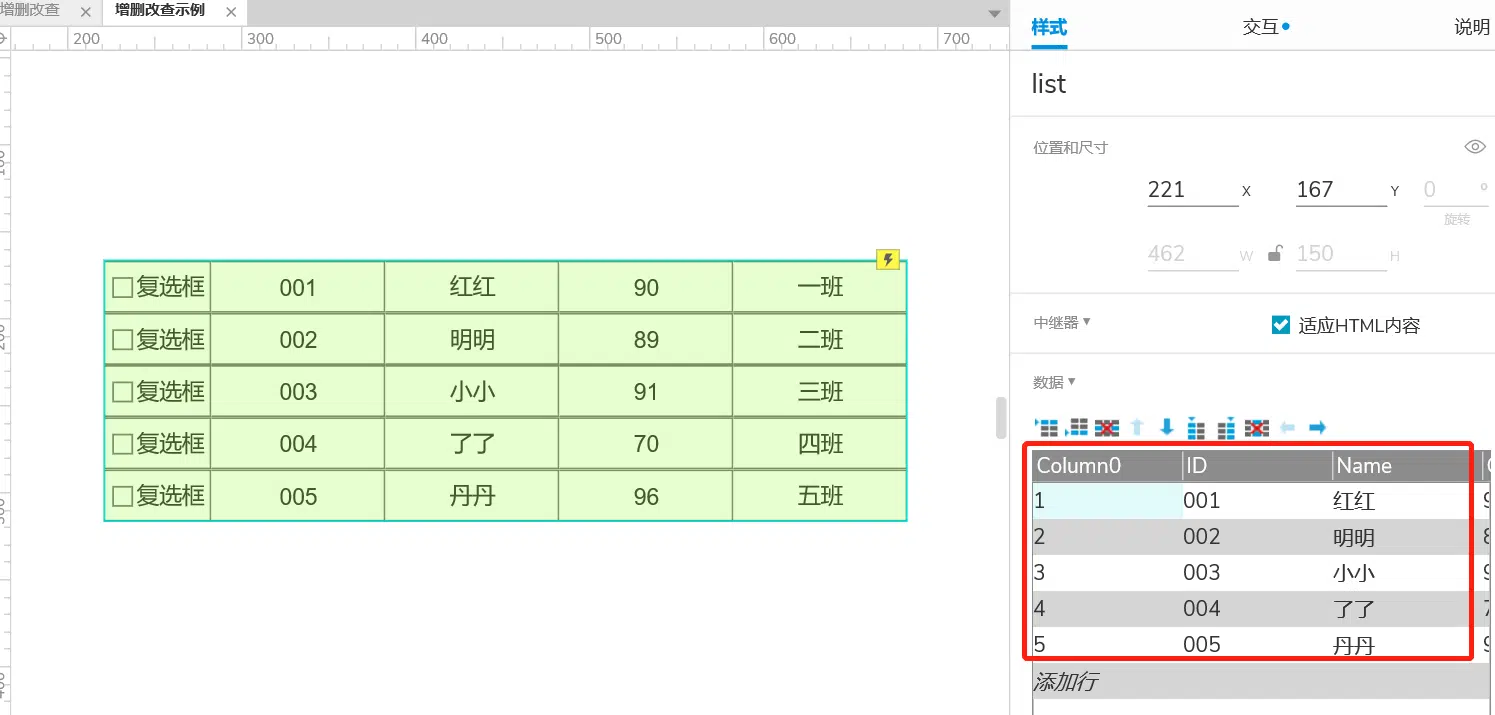 增删改查 × 增删改查示例 ×
200 300 400 500 600 700
样式 交互 说明
list
位置和尺寸
221 X 167 Y 0 °
旋转
462 W 150 H
中继器 适应HTML内容
数据
复选框 001 红红 90 一班
复选框 002 明明 89 二班
复选框 003 小小 91 三班
复选框 004 了了 70 四班
复选框 005 丹丹 96 五班
Column0 ID Name
1 001 红红
2 002 明明
3 003 小小
4 004 了了
5 005 丹丹
添加行